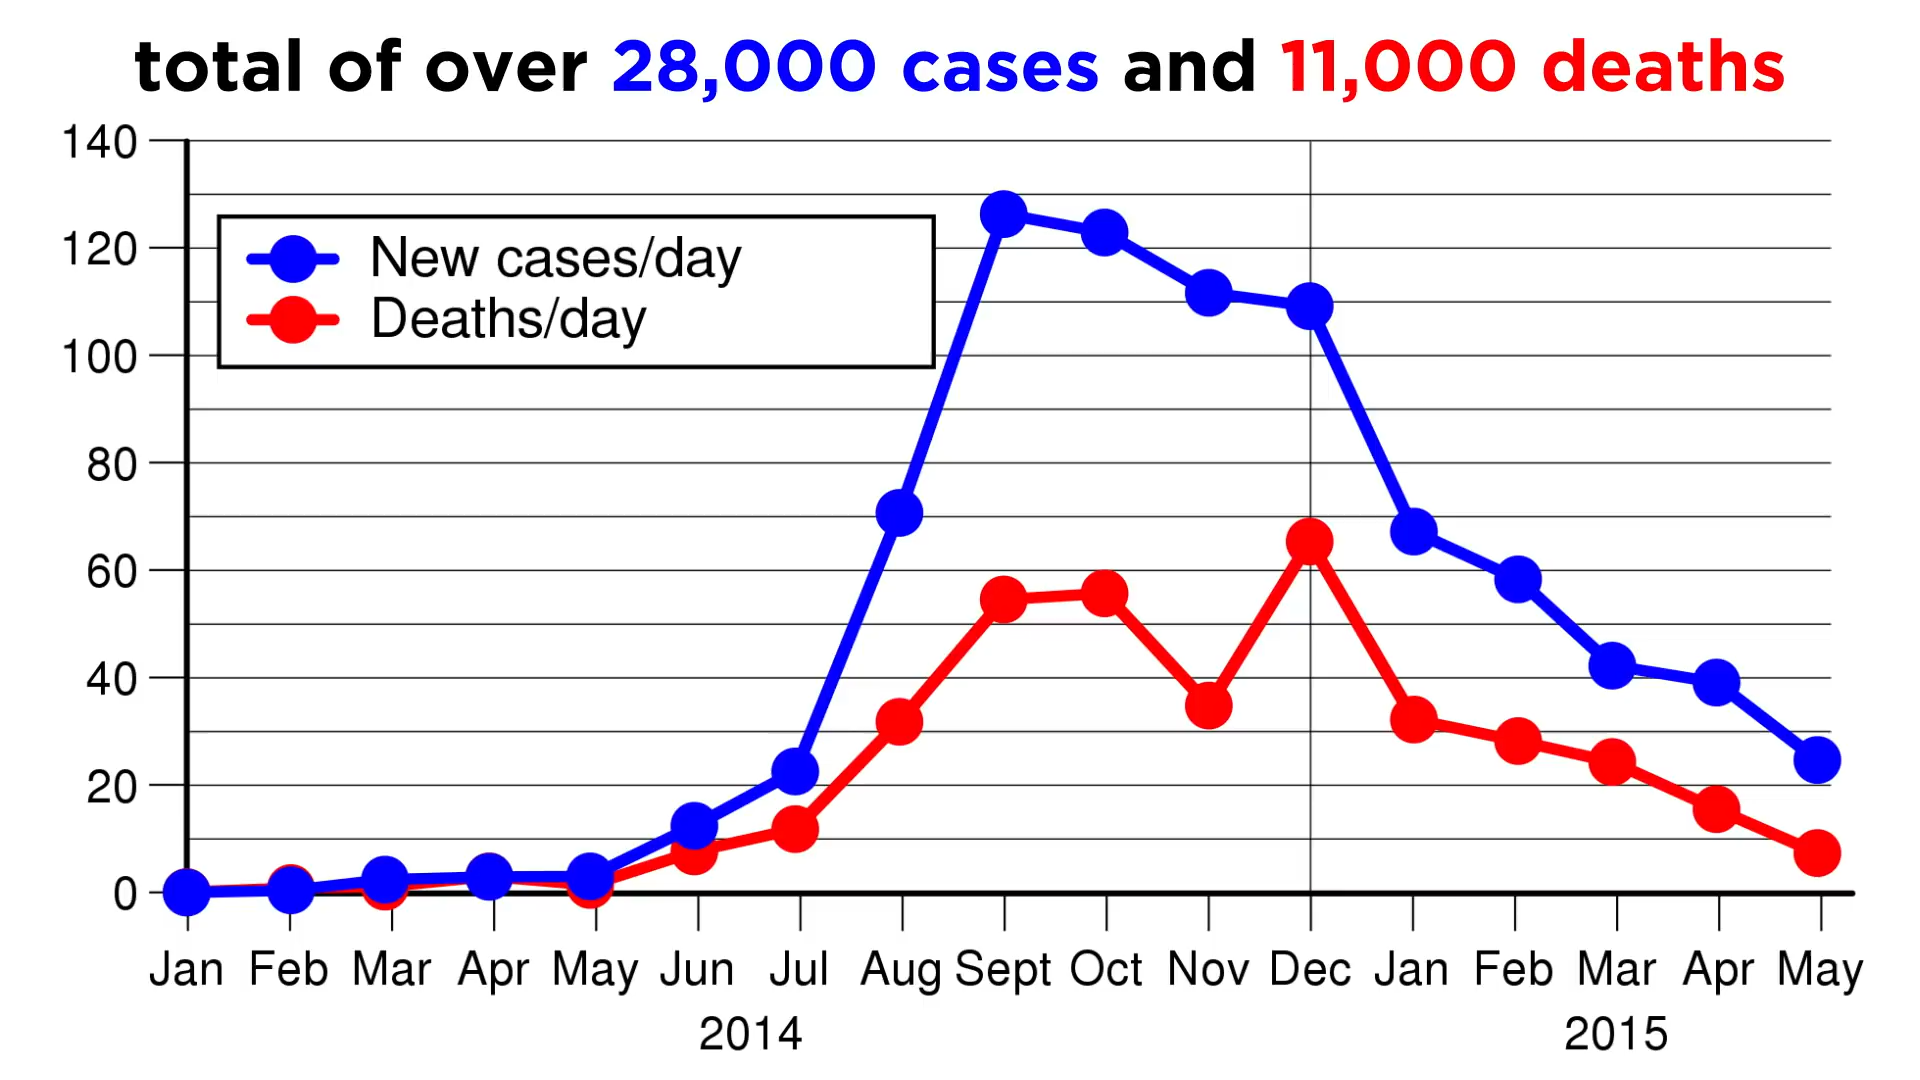 total of over 28,000 cases and 11,000 deaths
140
120
100
80
60
40
20
0
New cases/day
Deaths/day
Jan Feb Mar Apr May Jun Jul Aug Sept Oct Nov Dec Jan Feb Mar Apr May
2014 2015